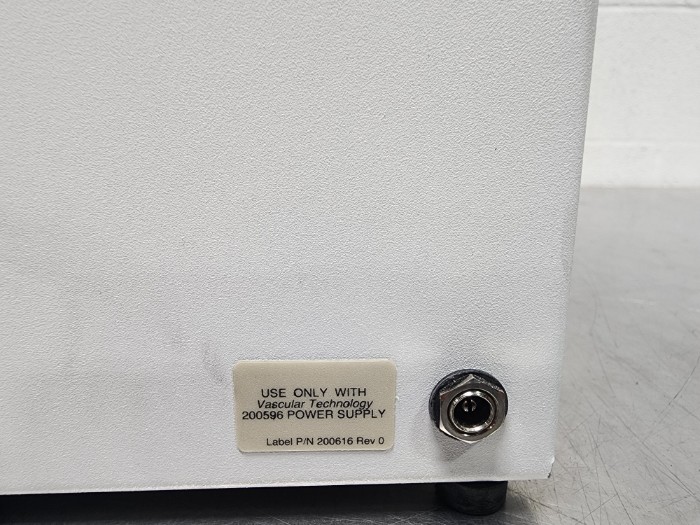 USE ONLY WITH
Vascular Technology
200596 POWER SUPPLY
Label P/N 200616 Rev 0